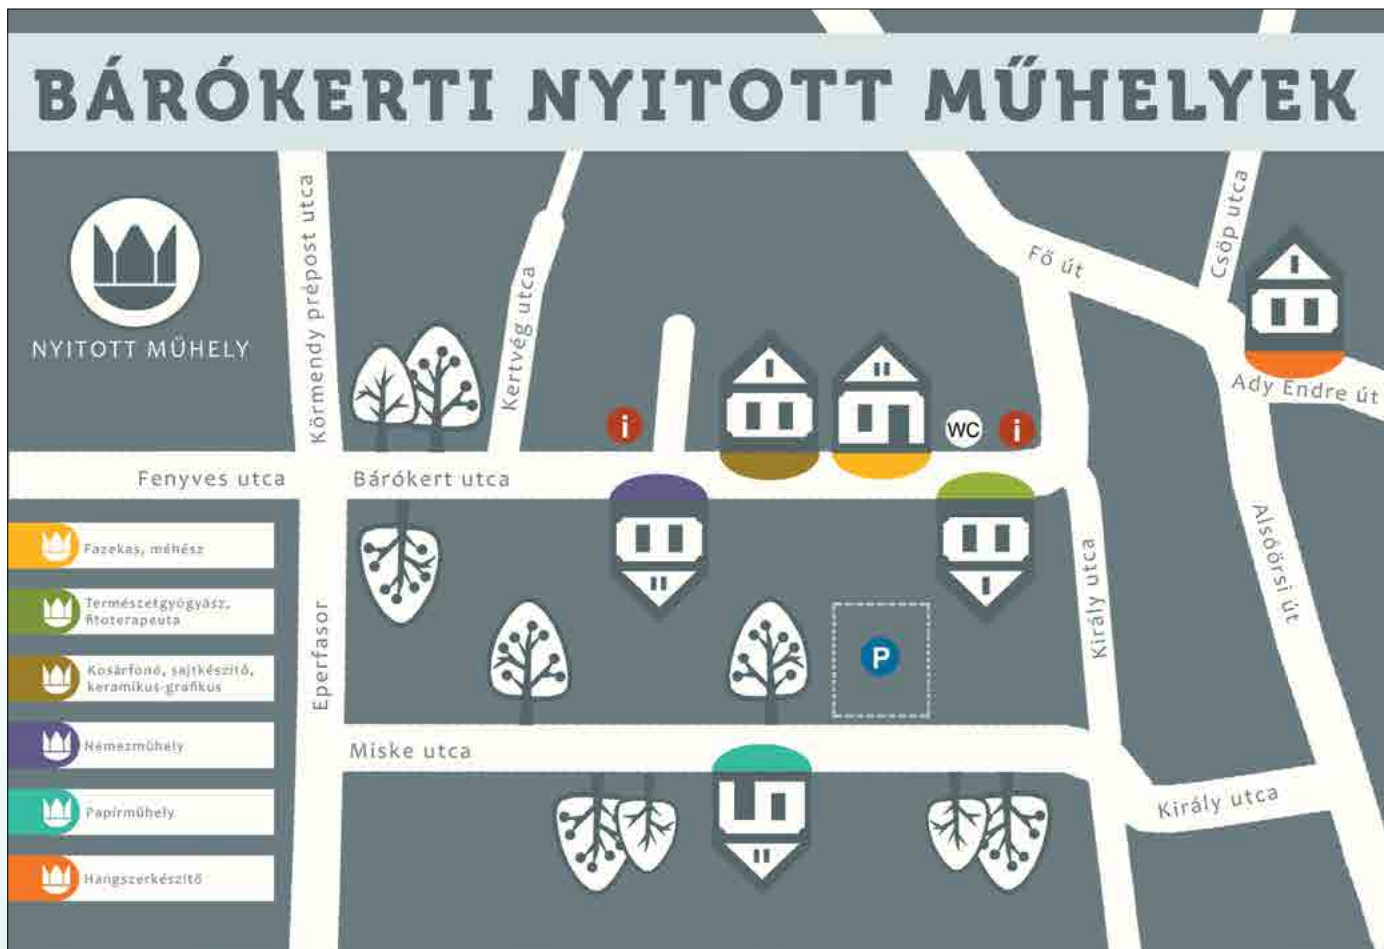 BÁRÓKERTI NYITOTT MŰHELYEK
NYITOTT MŰHELY
Körmendy prépost utca
Kertvég utca
Fő út
Csöp utca
Ady Endre út
i
WC
i
Fenyves utca
Bárókert utca
Fazekas, méhész
Természetgyógyász,
fitoterapeuta
Kosárfonó, sajtkészítő,
keramikus-grafikus
Nemezműhely
Papírműhely
Hangszerkészítő
Eperfasor
P
Király utca
Alsóörsi út
Miske utca
Király utca